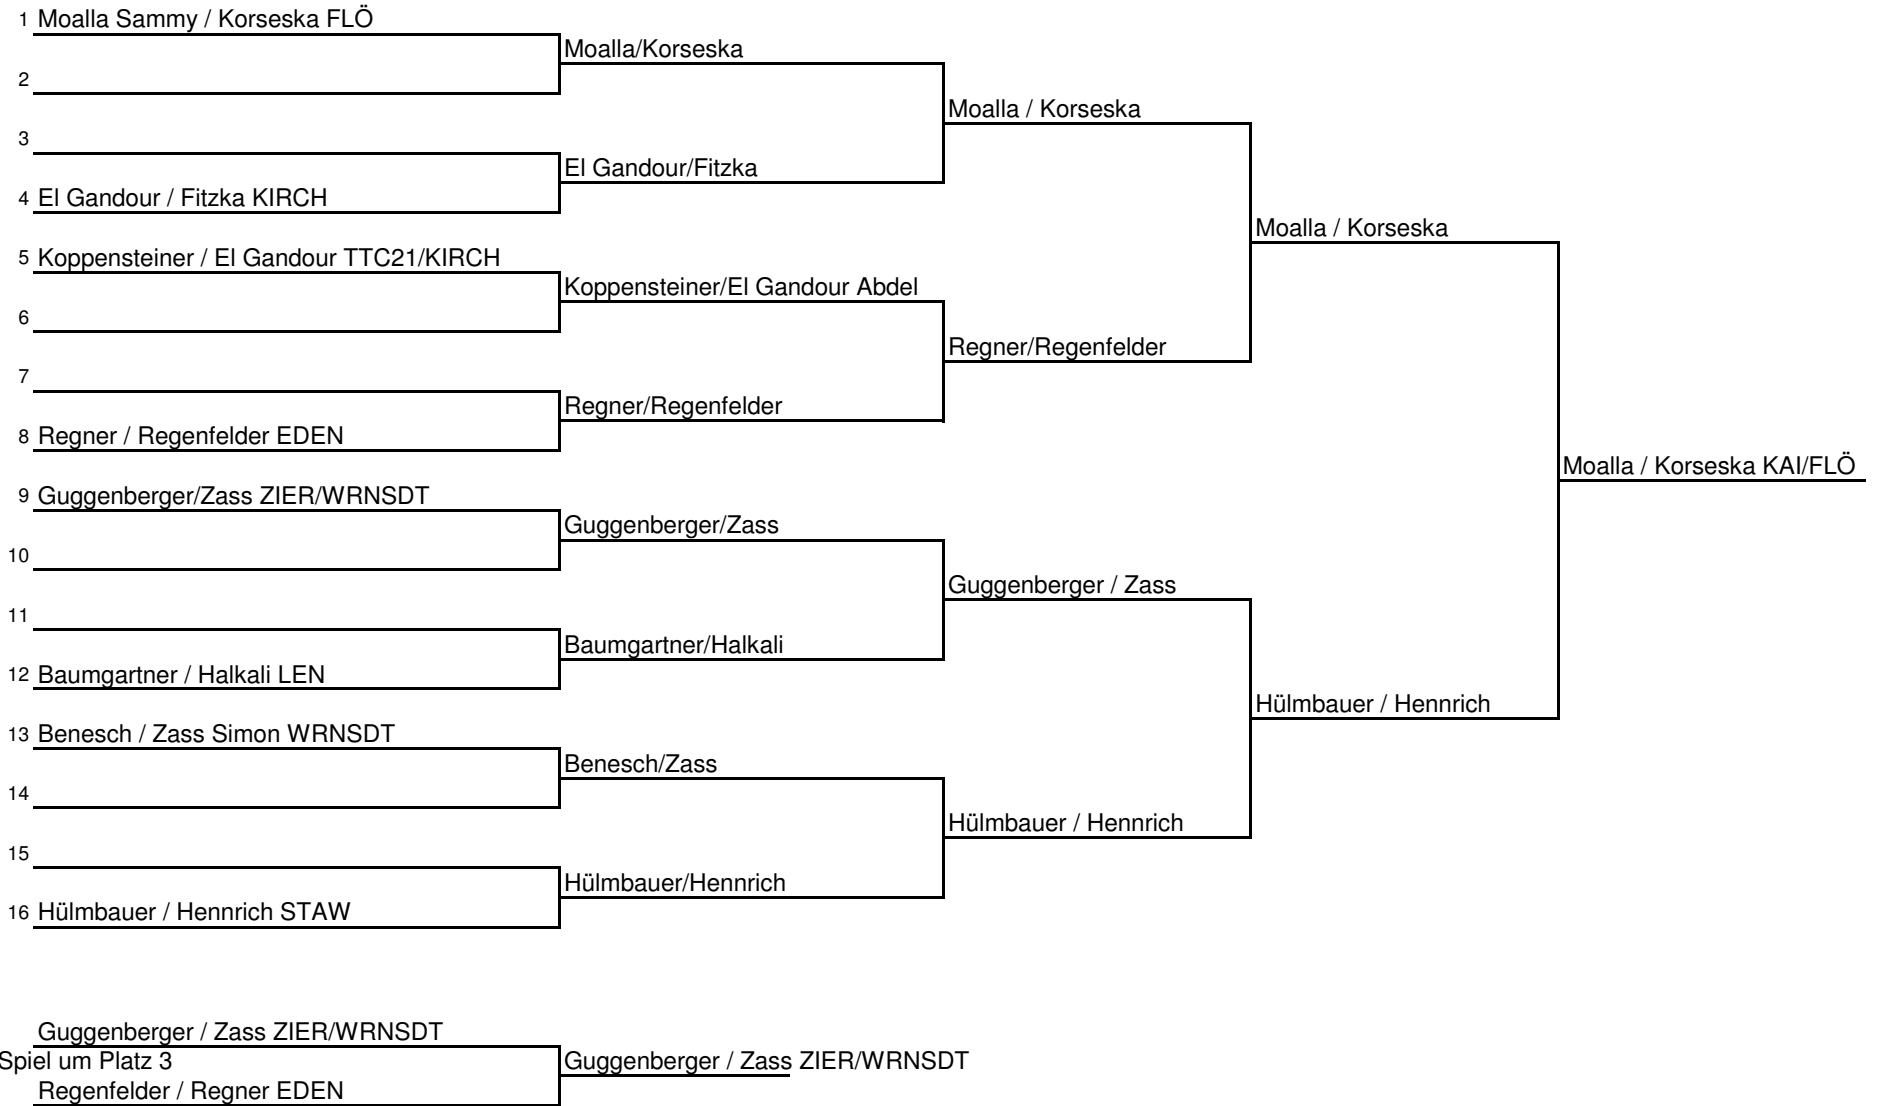 1 Moalla Sammy / Korseska FLÖ
Moalla/Korseska
2
Moalla / Korseska
3
El Gandour/Fitzka
4 El Gandour / Fitzka KIRCH
Moalla / Korseska
5 Koppensteiner / El Gandour TTC21/KIRCH
Koppensteiner/El Gandour Abdel
6
Regner/Regenfelder
7
Regner/Regenfelder
8 Regner / Regenfelder EDEN
Moalla / Korseska KAI/FLÖ
9 Guggenberger/Zass ZIER/WRNSDT
Guggenberger/Zass
10
Guggenberger / Zass
11
Baumgartner/Halkali
12 Baumgartner / Halkali LEN
Hülmbauer / Hennrich
13 Benesch / Zass Simon WRNSDT
Benesch/Zass
14
Hülmbauer / Hennrich
15
Hülmbauer/Hennrich
16 Hülmbauer / Hennrich STAW
Guggenberger / Zass ZIER/WRNSDT
Spiel um Platz 3
Guggenberger / Zass ZIER/WRNSDT
Regenfelder / Regner EDEN